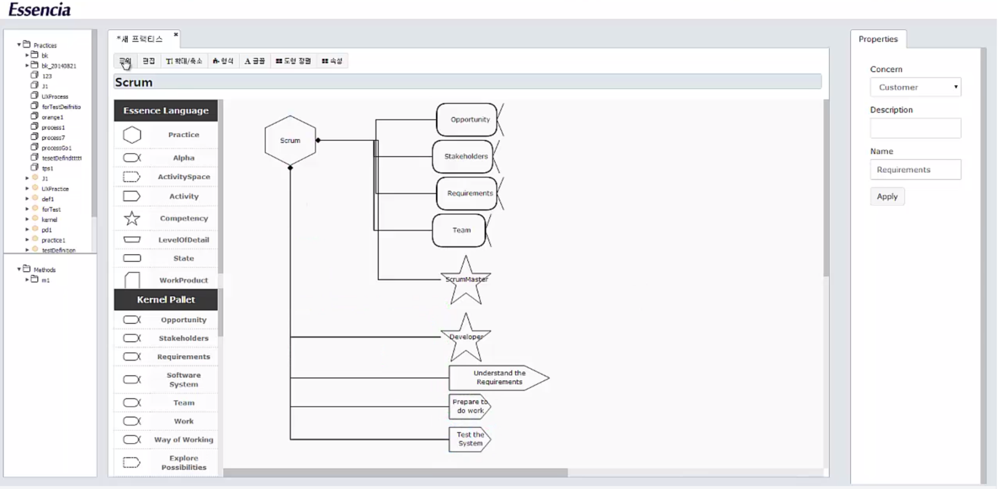 Essencia
Practices
bk
bk_20140821
123
J1
UXProcess
forTestDeifnitio
orange1
process1
process7
processGo1
tesetDefindttttt
tps1
J1
UXPractice
def1
forTest
kernel
pd1
practice1
testDefinition
Methods
m1
*새 프랙티스
편집
확대/축소
형식
글꼴
도형 정렬
속성
Scrum
Essence Language
Practice
Alpha
ActivitySpace
Activity
Competency
LevelOfDetail
State
WorkProduct
Kernel Pallet
Opportunity
Stakeholders
Requirements
Software
System
Team
Work
Way of Working
Explore
Possibilities
Scrum
Opportunity
Stakeholders
Requirements
Team
ScrumMaster
Developer
Understand the
Requirements
Prepare to
do work
Test the
System
Properties
Concern
Customer
Description
Name
Requirements
Apply